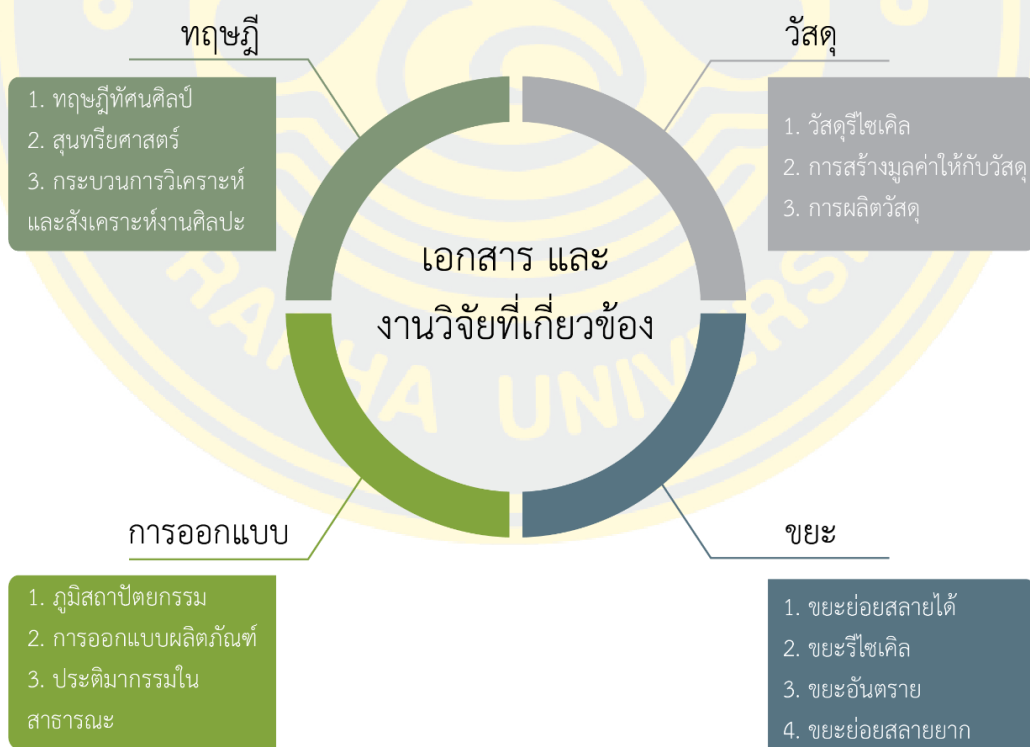 ทฤษฎี
1. ทฤษฎีทัศนศิลป์
2. สุนทรียศาสตร์
3. กระบวนการวิเคราะห์
และสังเคราะห์งานศิลปะ
วัสดุ
1. วัสดุรีไซเคิล
2. การสร้างมูลค่าให้กับวัสดุ
3. การผลิตวัสดุ
เอกสาร และ
งานวิจัยที่เกี่ยวข้อง
การออกแบบ
1. ภูมิสถาปัตยกรรม
2. การออกแบบผลิตภัณฑ์
3. ประติมากรรมใน
สาธารณะ
ขยะ
1. ขยะย่อยสลายได้
2. ขยะรีไซเคิล
3. ขยะอันตราย
4. ขยะย่อยสลายยาก